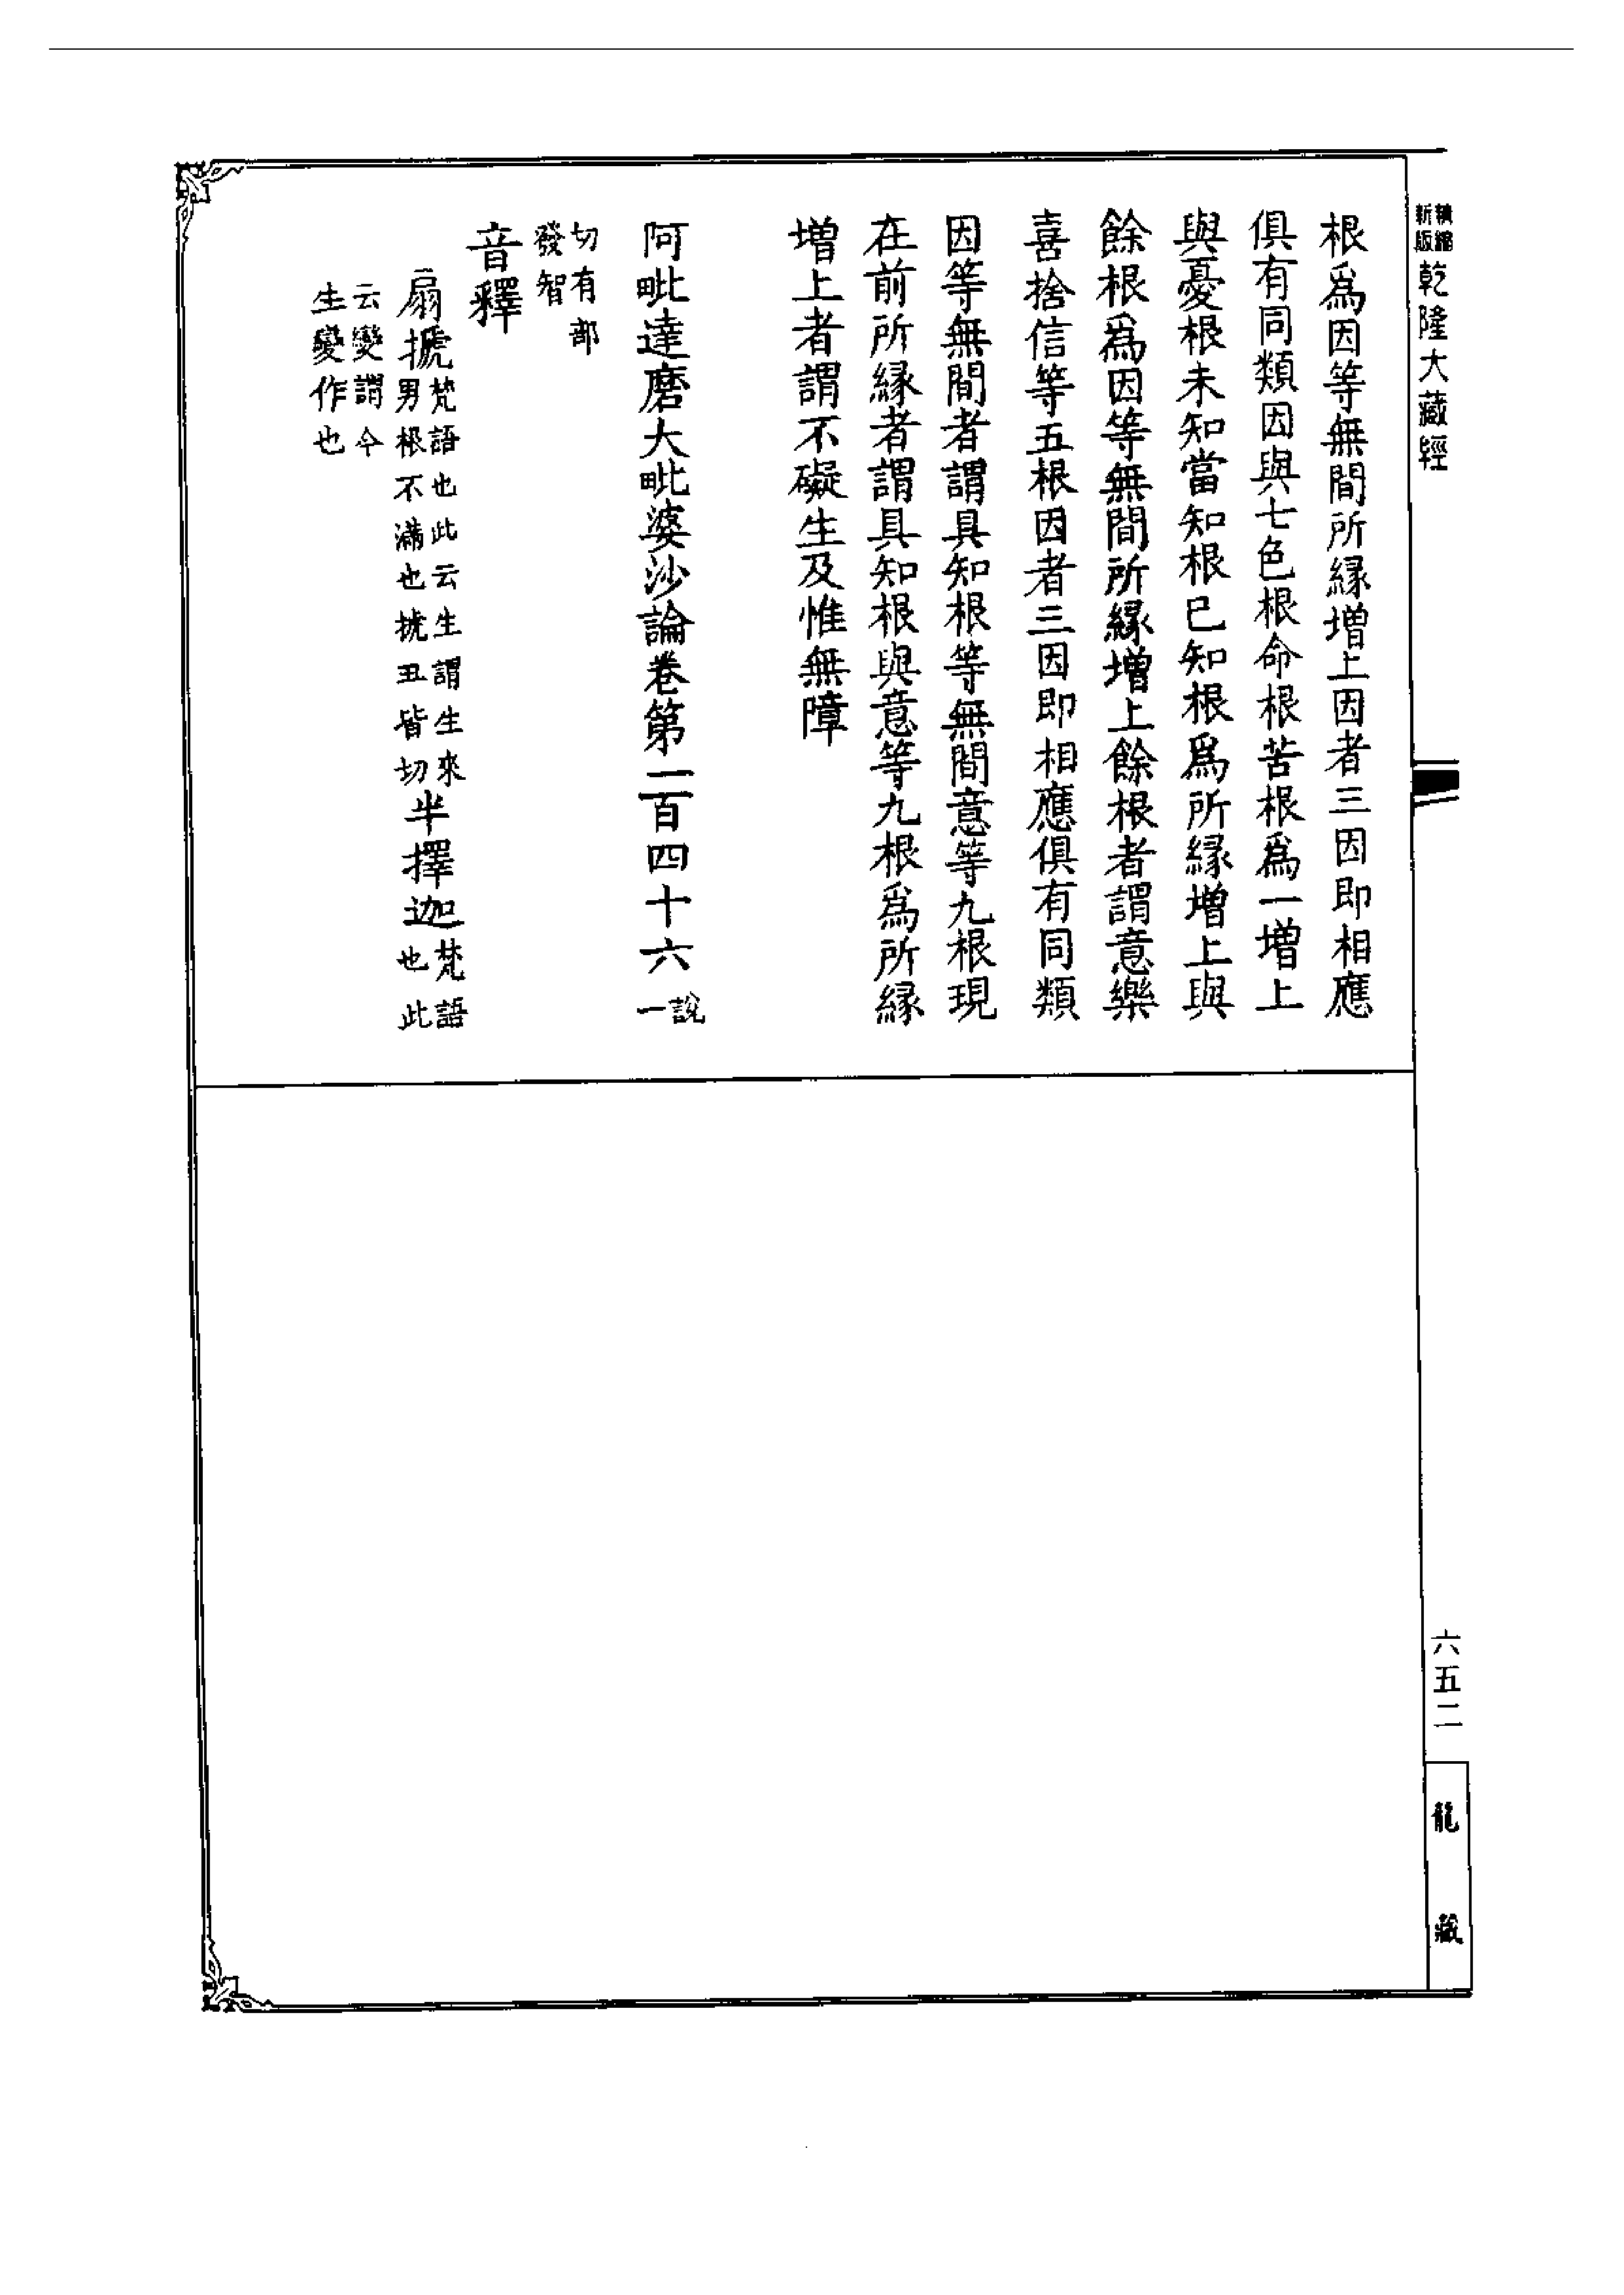 精縮
新版
乾隆大藏經
根爲因等無間所緣增上因者三因即相應
俱有同類因與七色根命根苦根爲一增上
與憂根未知當知根已知根爲所緣增上與
餘根爲因等無間所緣增上餘根者謂意樂
喜捨信等五根因者三因即相應俱有同類
因等無間者謂具知根等無間意等九根現
在前所緣者謂具知根與意等九根爲所緣
增上者謂不礙生及惟無障
阿毗達磨大毗婆沙論卷第一百四十六 說一
切有部
發智
音釋
扇搋 梵語也此云生謂生來
男根不滿也搋丑皆切 半擇迦 梵語
也此
云變謂今
生變作也
六五二
龍藏